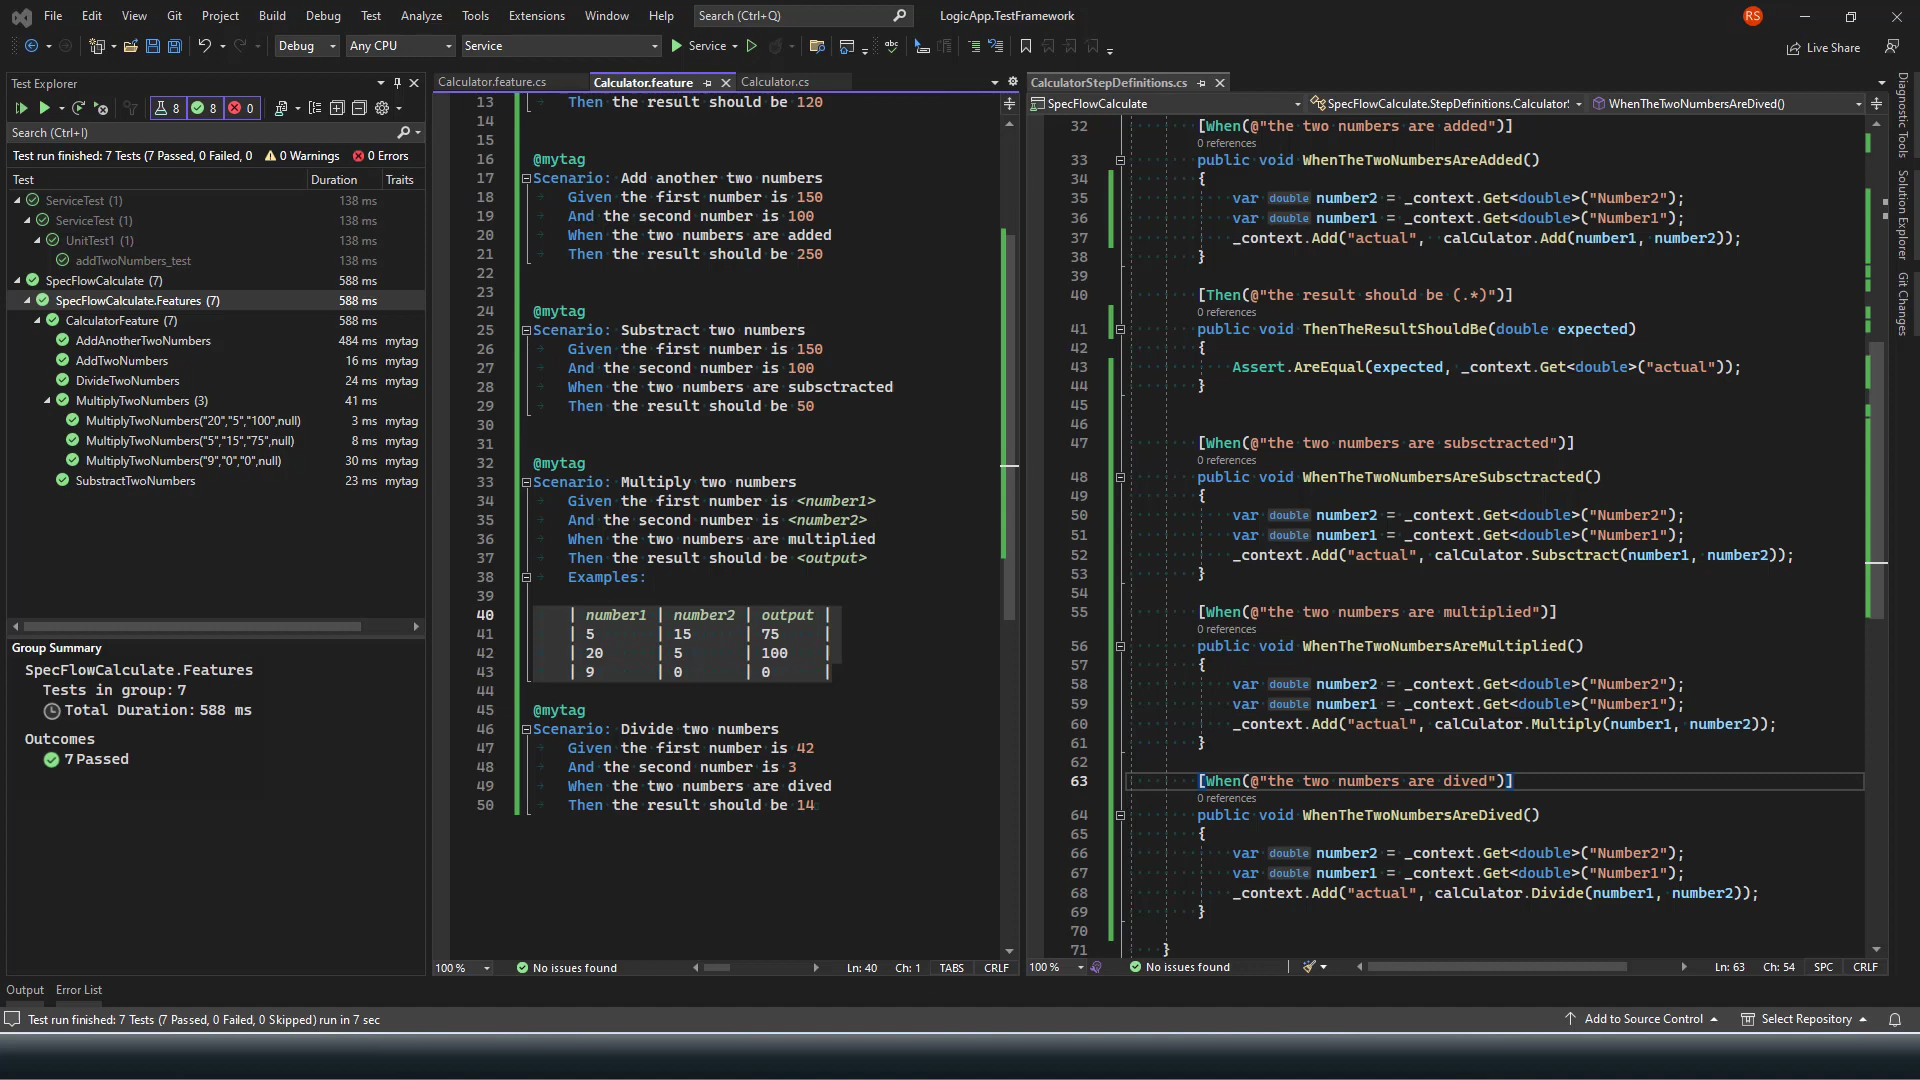 File Edit View Git Project Build Debug Test Analyze Tools Extensions Window Help Search (Ctrl+Q) LogicApp.TestFramework RS
Debug Any CPU Service Service Live Share
Test Explorer
8 8 0
Search (Ctrl+I)
Test run finished: 7 Tests (7 Passed, 0 Failed, 0 0 Warnings 0 Errors
Test Duration Traits
ServiceTest (1) 138 ms
ServiceTest (1) 138 ms
UnitTest1 (1) 138 ms
addTwoNumbers_test 138 ms
SpecFlowCalculate (7) 588 ms
SpecFlowCalculate.Features (7) 588 ms
CalculatorFeature (7) 588 ms
AddAnotherTwoNumbers 484 ms mytag
AddTwoNumbers 16 ms mytag
DivideTwoNumbers 24 ms mytag
MultiplyTwoNumbers (3) 41 ms mytag
MultiplyTwoNumbers("20","5","100",null) 3 ms mytag
MultiplyTwoNumbers("5","15","75",null) 8 ms mytag
MultiplyTwoNumbers("9","0","0",null) 30 ms mytag
SubstractTwoNumbers 23 ms mytag
Group Summary
SpecFlowCalculate.Features
Tests in group: 7
Total Duration: 588 ms
Outcomes
7 Passed
Calculator.feature.cs Calculator.feature Calculator.cs
13 Then the result should be 120
14
15
16 @mytag
17 Scenario: Add another two numbers
18 Given the first number is 150
19 And the second number is 100
20 When the two numbers are added
21 Then the result should be 250
22
23
24 @mytag
25 Scenario: Substract two numbers
26 Given the first number is 150
27 And the second number is 100
28 When the two numbers are subsctracted
29 Then the result should be 50
30
31
32 @mytag
33 Scenario: Multiply two numbers
34 Given the first number is <number1>
35 And the second number is <number2>
36 When the two numbers are multiplied
37 Then the result should be <output>
38 Examples:
39
40 | number1 | number2 | output |
41 | 5 | 15 | 75 |
42 | 20 | 5 | 100 |
43 | 9 | 0 | 0 |
44
45 @mytag
46 Scenario: Divide two numbers
47 Given the first number is 42
48 And the second number is 3
49 When the two numbers are dived
50 Then the result should be 14
100 % No issues found Ln: 40 Ch: 1 TABS CRLF
CalculatorStepDefinitions.cs
SpecFlowCalculate SpecFlowCalculate.StepDefinitions.Calculator! WhenTheTwoNumbersAreDived()
32 [When(@"the two numbers are added")]
0 references
33 public void WhenTheTwoNumbersAreAdded()
34 {
35 var double number2 = _context.Get<double>("Number2");
36 var double number1 = _context.Get<double>("Number1");
37 _context.Add("actual", calCulator.Add(number1, number2));
38 }
39
40 [Then(@"the result should be (.*)")]
0 references
41 public void ThenTheResultShouldBe(double expected)
42 {
43 Assert.AreEqual(expected, _context.Get<double>("actual"));
44 }
45
46
47 [When(@"the two numbers are subsctracted")]
0 references
48 public void WhenTheTwoNumbersAreSubsctracted()
49 {
50 var double number2 = _context.Get<double>("Number2");
51 var double number1 = _context.Get<double>("Number1");
52 _context.Add("actual", calCulator.Subsctract(number1, number2));
53 }
54
55 [When(@"the two numbers are multiplied")]
0 references
56 public void WhenTheTwoNumbersAreMultiplied()
57 {
58 var double number2 = _context.Get<double>("Number2");
59 var double number1 = _context.Get<double>("Number1");
60 _context.Add("actual", calCulator.Multiply(number1, number2));
61 }
62
63 [When(@"the two numbers are dived")]
0 references
64 public void WhenTheTwoNumbersAreDived()
65 {
66 var double number2 = _context.Get<double>("Number2");
67 var double number1 = _context.Get<double>("Number1");
68 _context.Add("actual", calCulator.Divide(number1, number2));
69 }
70
71 }
100 % No issues found Ln: 63 Ch: 54 SPC CRLF
Diagnostic Tools
Solution Explorer
Git Changes
Output Error List
Test run finished: 7 Tests (7 Passed, 0 Failed, 0 Skipped) run in 7 sec Add to Source Control Select Repository